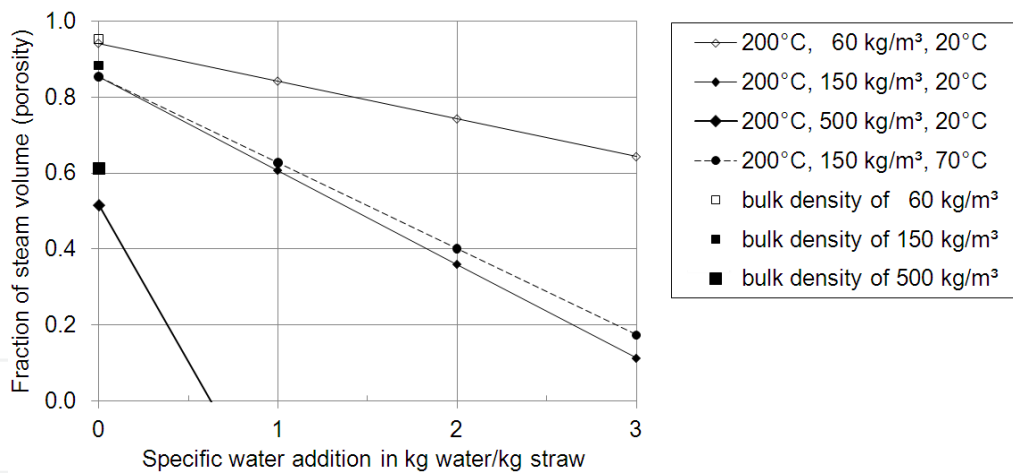 1.0
0.8
0.6
0.4
0.2
0.0
Fraction of steam volume (porosity)
0 1 2 3
Specific water addition in kg water/kg straw
200°C, 60 kg/m³, 20°C
200°C, 150 kg/m³, 20°C
200°C, 500 kg/m³, 20°C
200°C, 150 kg/m³, 70°C
bulk density of 60 kg/m³
bulk density of 150 kg/m³
bulk density of 500 kg/m³